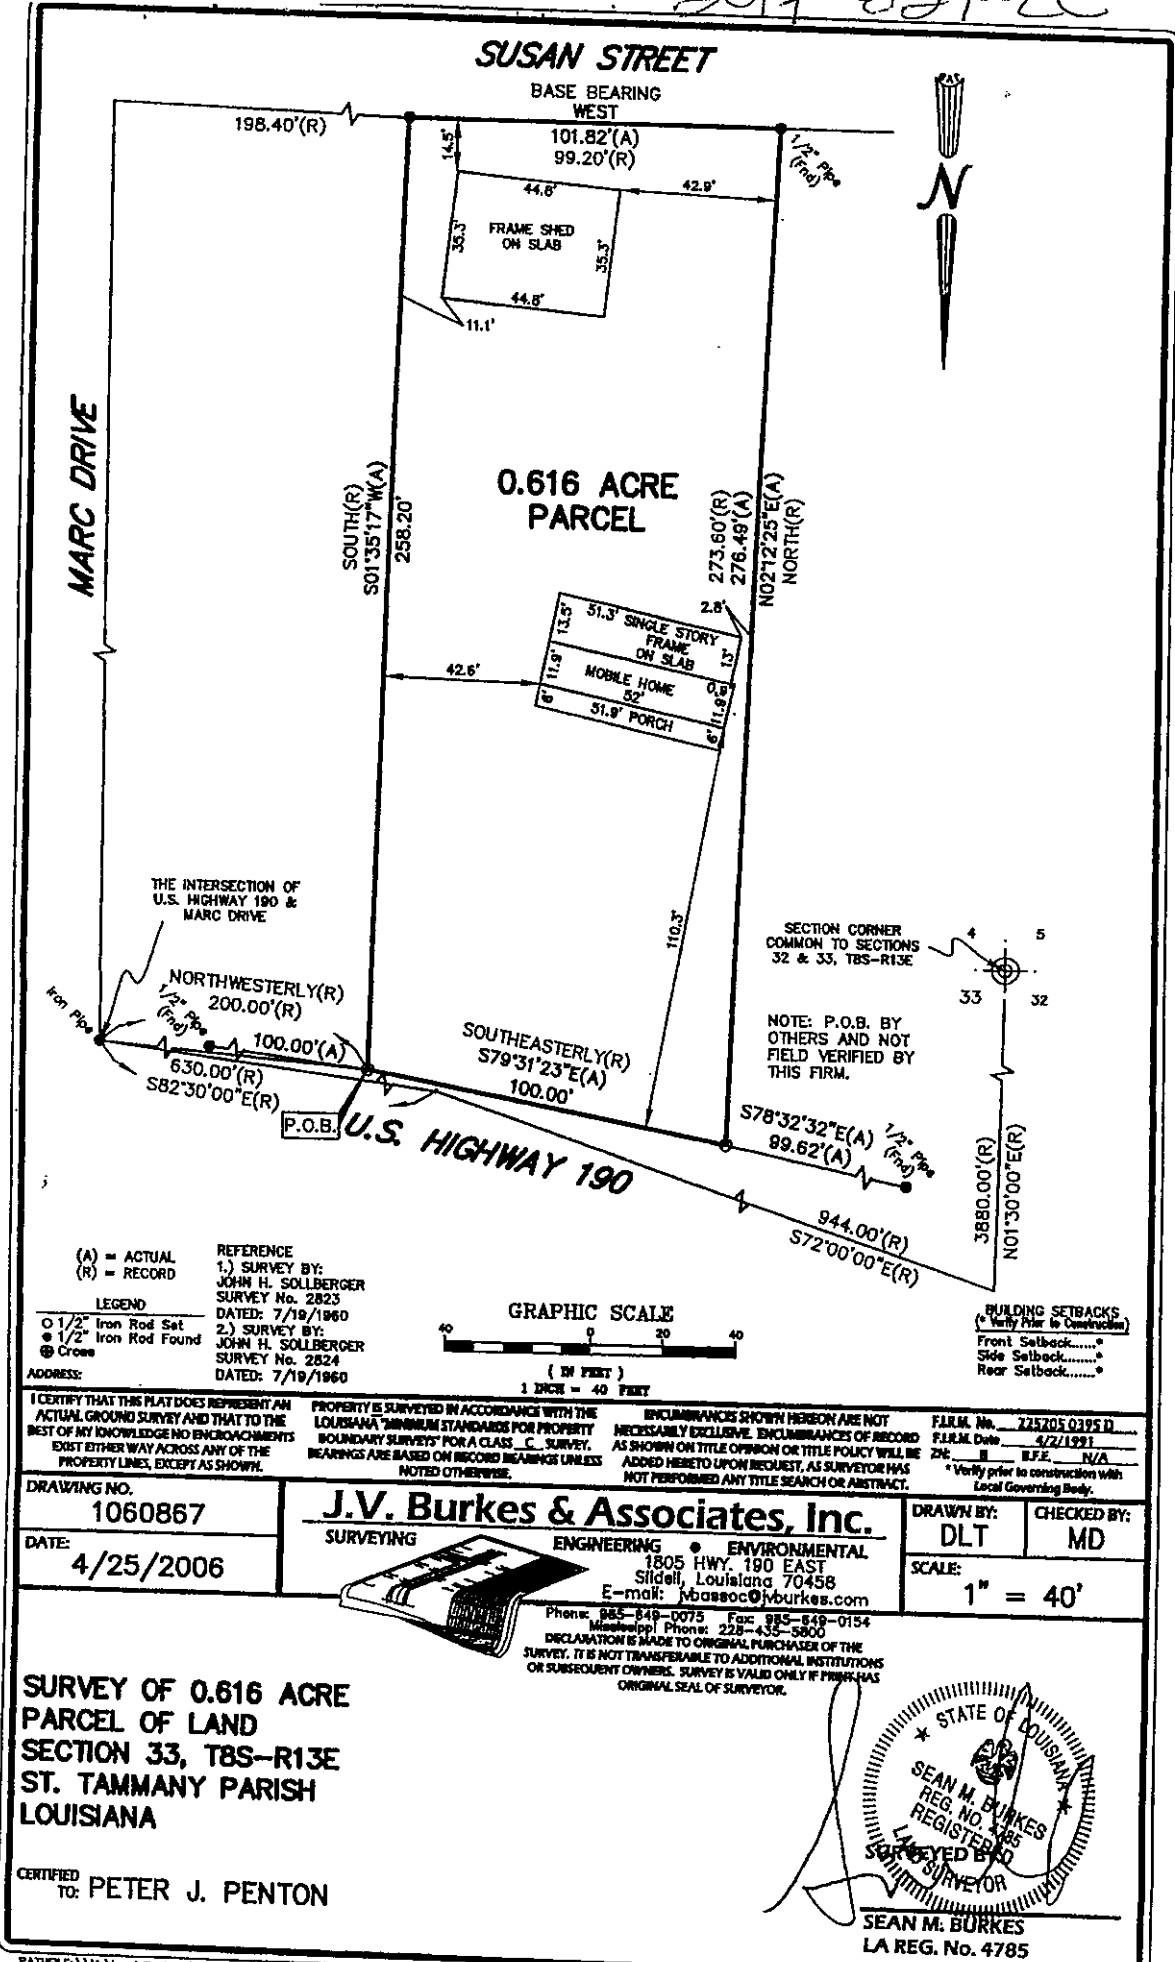 SUSAN STREET
BASE BEARING
WEST
198.40'(R)
101.82'(A)
99.20'(R)
1/2" Pipe
(Fnd)
14.5'
44.8'
42.9'
35.3'
FRAME SHED
ON SLAB
35.3'
44.8'
11.1'
N
MARC DRIVE
SOUTH(R)
S01°35'17"W(A)
258.20'
0.616 ACRE
PARCEL
273.60'(R)
276.49'(A)
N02°12'25"E(A)
NORTH(R)
2.8'
13.5'
51.3' SINGLE STORY
FRAME
ON SLAB
13'
42.6'
11.9'
MOBILE HOME
52'
0.9'
11.9'
6'
51.9' PORCH
6'
110.3'
THE INTERSECTION OF
U.S. HIGHWAY 190 &
MARC DRIVE
SECTION CORNER
COMMON TO SECTIONS
32 & 33, T8S-R13E
4
5
33
32
Iron Pipe
NORTHWESTERLY(R)
200.00'(R)
1/2" Pipe
(Fnd)
100.00'(A)
630.00'(R)
S82°30'00"E(R)
SOUTHEASTERLY(R)
S79°31'23"E(A)
100.00'
NOTE: P.O.B. BY
OTHERS AND NOT
FIELD VERIFIED BY
THIS FIRM.
P.O.B.
U.S. HIGHWAY 190
S78°32'32"E(A)
99.62'(A)
1/2" Pipe
(Fnd)
944.00'(R)
S72°00'00"E(R)
3880.00'(R)
N01°30'00"E(R)
(A) = ACTUAL
(R) = RECORD
LEGEND
1/2" Iron Rod Set
1/2" Iron Rod Found
Cross
ADDRESS:
REFERENCE
1.) SURVEY BY:
JOHN H. SOLLBERGER
SURVEY No. 2823
DATED: 7/19/1960
2.) SURVEY BY:
JOHN H. SOLLBERGER
SURVEY No. 2824
DATED: 7/19/1960
GRAPHIC SCALE
40 0 20 40
( IN FEET )
1 INCH = 40 FEET
BUILDING SETBACKS
(* Verify Prior to Construction)
Front Setback......*
Side Setback........*
Rear Setback.......*
I CERTIFY THAT THIS PLAT DOES REPRESENT AN
ACTUAL GROUND SURVEY AND THAT TO THE
BEST OF MY KNOWLEDGE NO ENCROACHMENTS
EXIST EITHER WAY ACROSS ANY OF THE
PROPERTY LINES, EXCEPT AS SHOWN.
PROPERTY IS SURVEYED IN ACCORDANCE WITH THE
LOUISIANA "MINIMUM STANDARDS FOR PROPERTY
BOUNDARY SURVEYS" FOR A CLASS C SURVEY.
BEARINGS ARE BASED ON RECORD BEARINGS UNLESS
NOTED OTHERWISE.
ENCUMBRANCES SHOWN HEREON ARE NOT
NECESSARILY EXCLUSIVE. ENCUMBRANCES OF RECORD
AS SHOWN ON TITLE OPINION OR TITLE POLICY WILL BE
ADDED HERETO UPON REQUEST, AS SURVEYOR HAS
NOT PERFORMED ANY TITLE SEARCH OR ABSTRACT.
F.I.R.M. No. 225205 0395 D
F.I.R.M. Date 4/2/1991
ZN: B B.F.E. N/A
* Verify prior to construction with
Local Governing Body.
DRAWING NO.
1060867
DATE:
4/25/2006
J.V. Burkes & Associates, Inc.
SURVEYING
ENGINEERING • ENVIRONMENTAL
1805 HWY. 190 EAST
Slidell, Louisiana 70458
E-mail: jvbassoc@jvburkes.com
Phone: 985-649-0075 Fax: 985-649-0154
Mississippi Phone: 228-435-5800
DECLARATION IS MADE TO ORIGINAL PURCHASER OF THE
SURVEY. IT IS NOT TRANSFERABLE TO ADDITIONAL INSTITUTIONS
OR SUBSEQUENT OWNERS. SURVEY IS VALID ONLY IF PRINT HAS
ORIGINAL SEAL OF SURVEYOR.
DRAWN BY:
DLT
CHECKED BY:
MD
SCALE:
1" = 40'
SURVEY OF 0.616 ACRE
PARCEL OF LAND
SECTION 33, T8S-R13E
ST. TAMMANY PARISH
LOUISIANA
CERTIFIED
TO: PETER J. PENTON
STATE OF LOUISIANA
SEAN M. BURKES
REG. NO. 4785
REGISTERED
LAND SURVEYOR
SURVEYED BY:
SEAN M. BURKES
LA REG. No. 4785